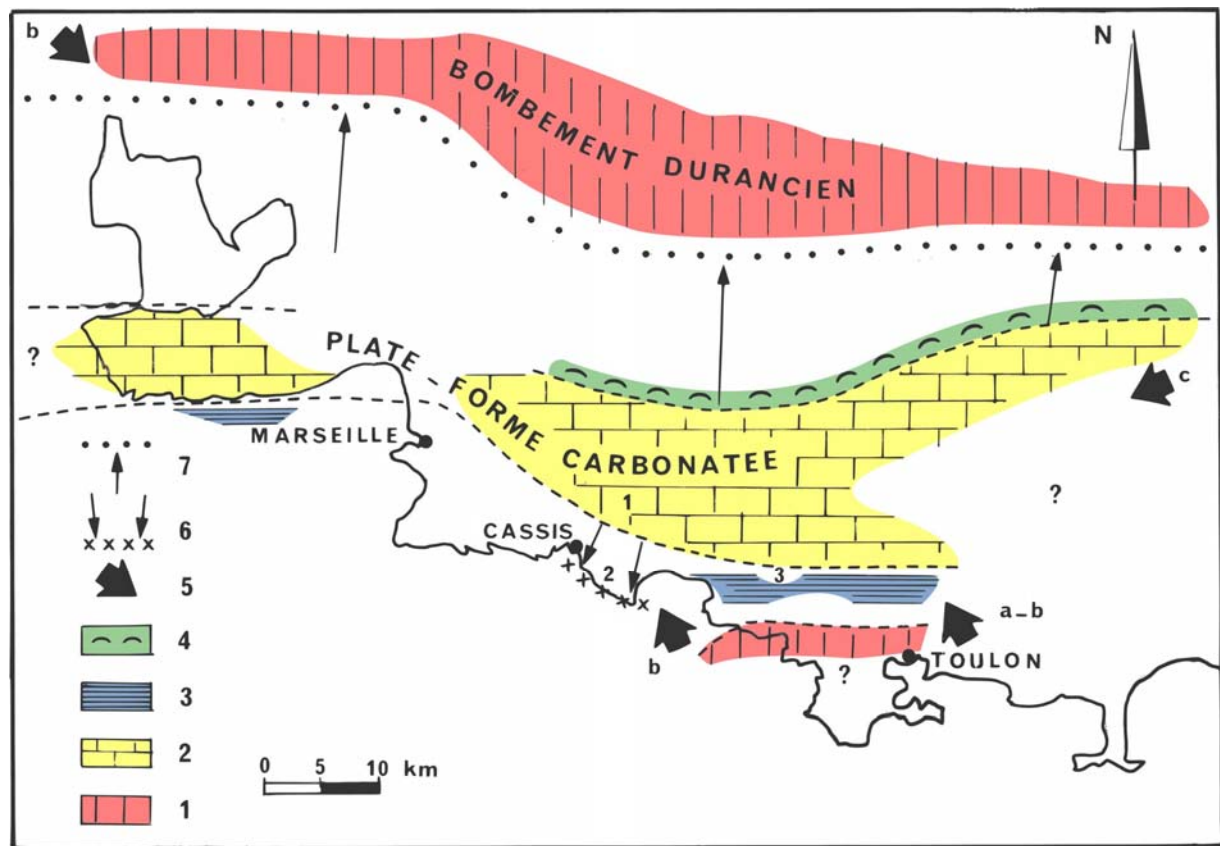 b
N
BOMBEMENT DURANCIEN
?
PLATE
FORME CARBONATEE
c
MARSEILLE
?
7
1
CASSIS
6
2
3
5
a-b
b
4
TOULON
?
3
2
0 5 10 km
1